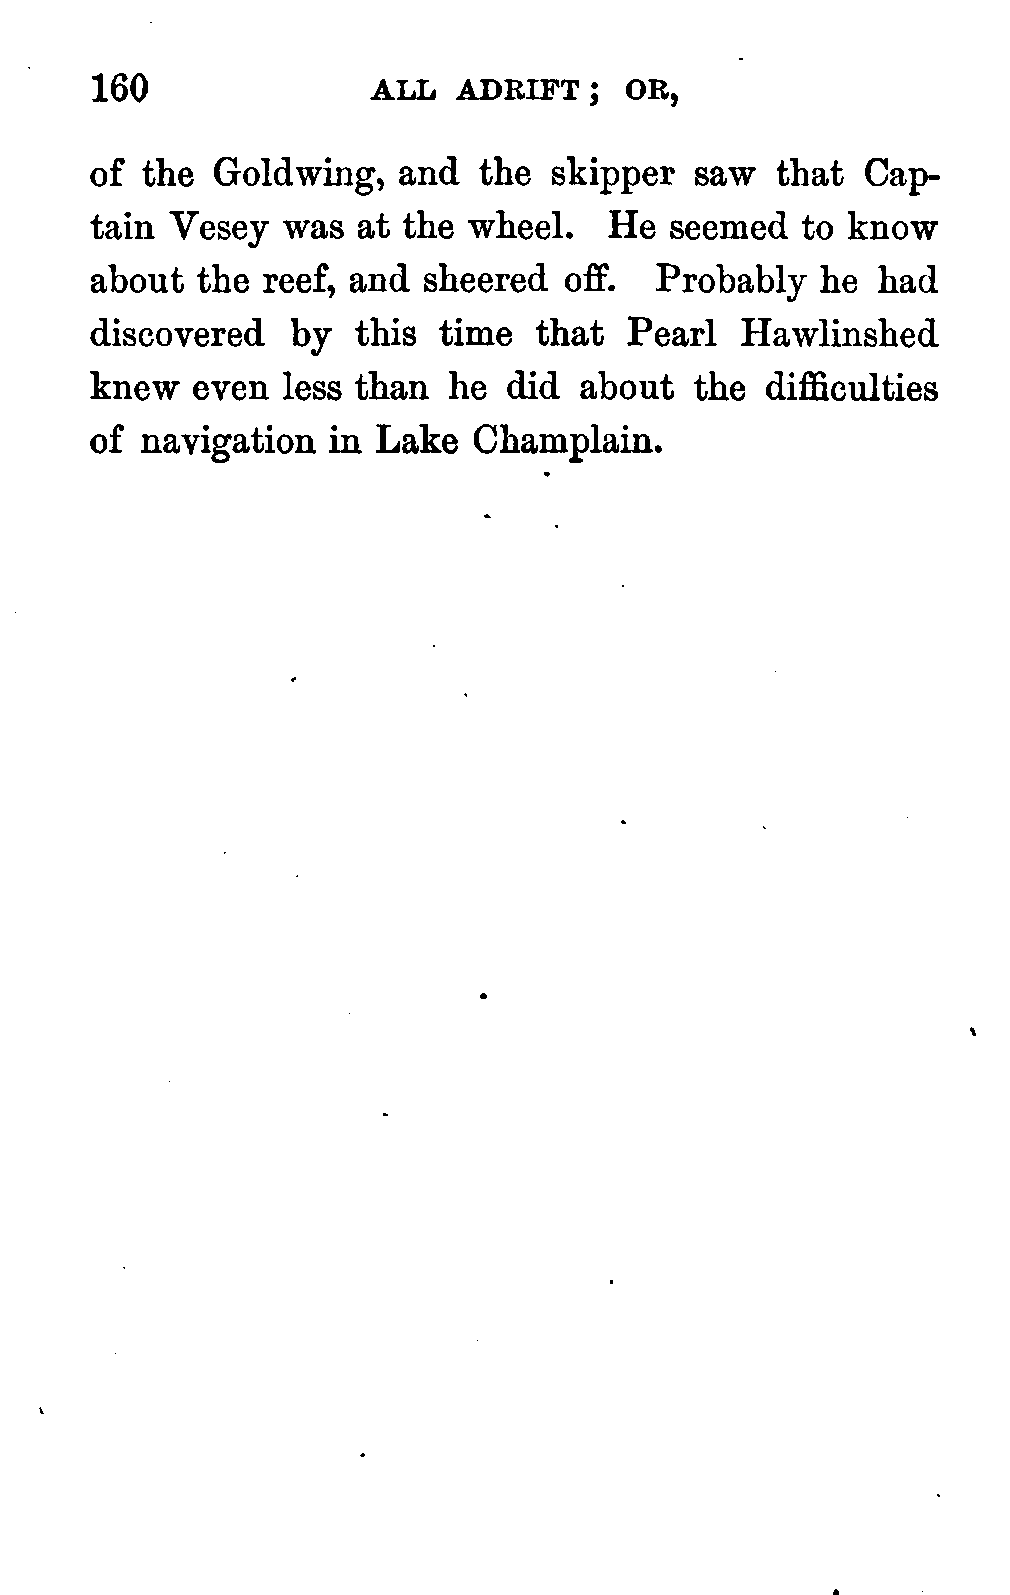 160 ALL ADRIFT; OR,
of the Goldwing, and the skipper saw that Cap-
tain Vesey was at the wheel. He seemed to know
about the reef, and sheered off. Probably he had
discovered by this time that Pearl Hawlinshed
knew even less than he did about the difficulties
of navigation in Lake Champlain.